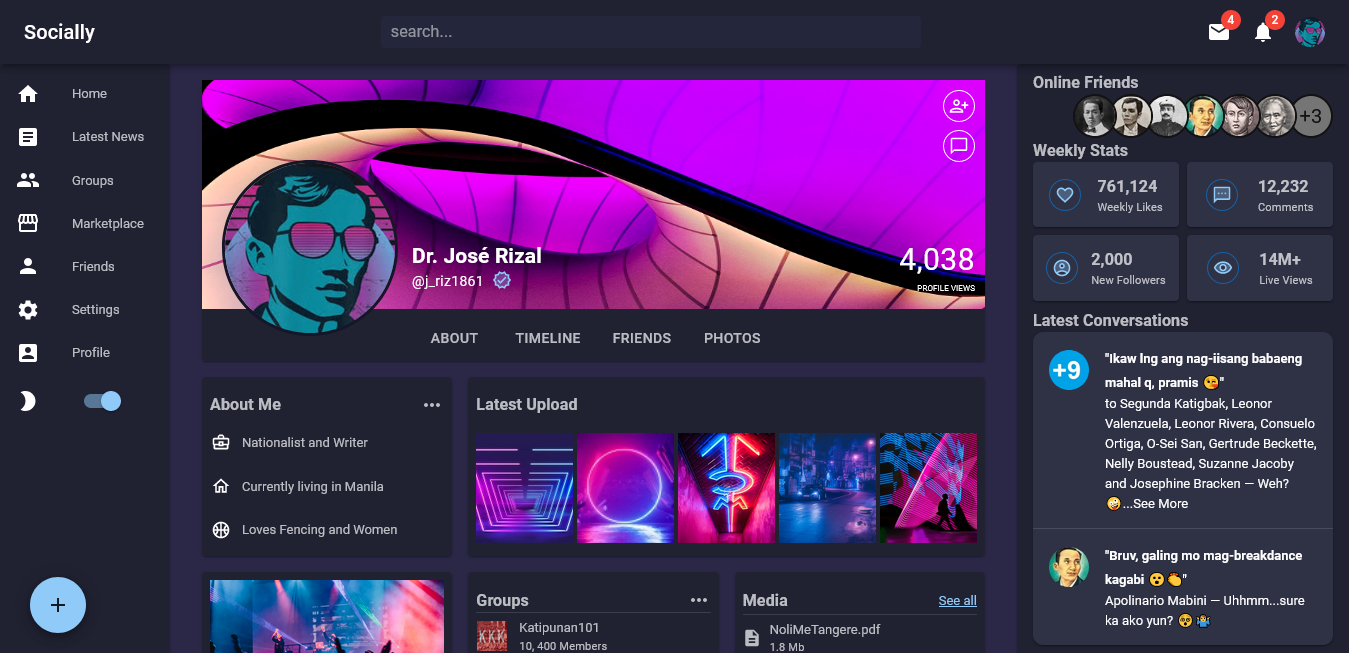 Socially
search...
4
2
Home
Latest News
Groups
Marketplace
Friends
Settings
Profile
+
Dr. José Rizal
@j_riz1861
4,038
PROFILE VIEWS
ABOUT TIMELINE FRIENDS PHOTOS
About Me
Nationalist and Writer
Currently living in Manila
Loves Fencing and Women
Latest Upload
Groups
KKK
Katipunan101
10, 400 Members
Media See all
NoliMeTangere.pdf
1.8 Mb
Online Friends
+3
Weekly Stats
761,124
Weekly Likes
12,232
Comments
2,000
New Followers
14M+
Live Views
Latest Conversations
+9
"Ikaw lng ang nag-iisang babaeng
mahal q, pramis 😘"
to Segunda Katigbak, Leonor
Valenzuela, Leonor Rivera, Consuelo
Ortiga, O-Sei San, Gertrude Beckette,
Nelly Boustead, Suzanne Jacoby
and Josephine Bracken — Weh?
🤪...See More
"Bruv, galing mo mag-breakdance
kagabi 😮👏"
Apolinario Mabini — Uhmm...sure
ka ako yun? 😵🤷‍♂️